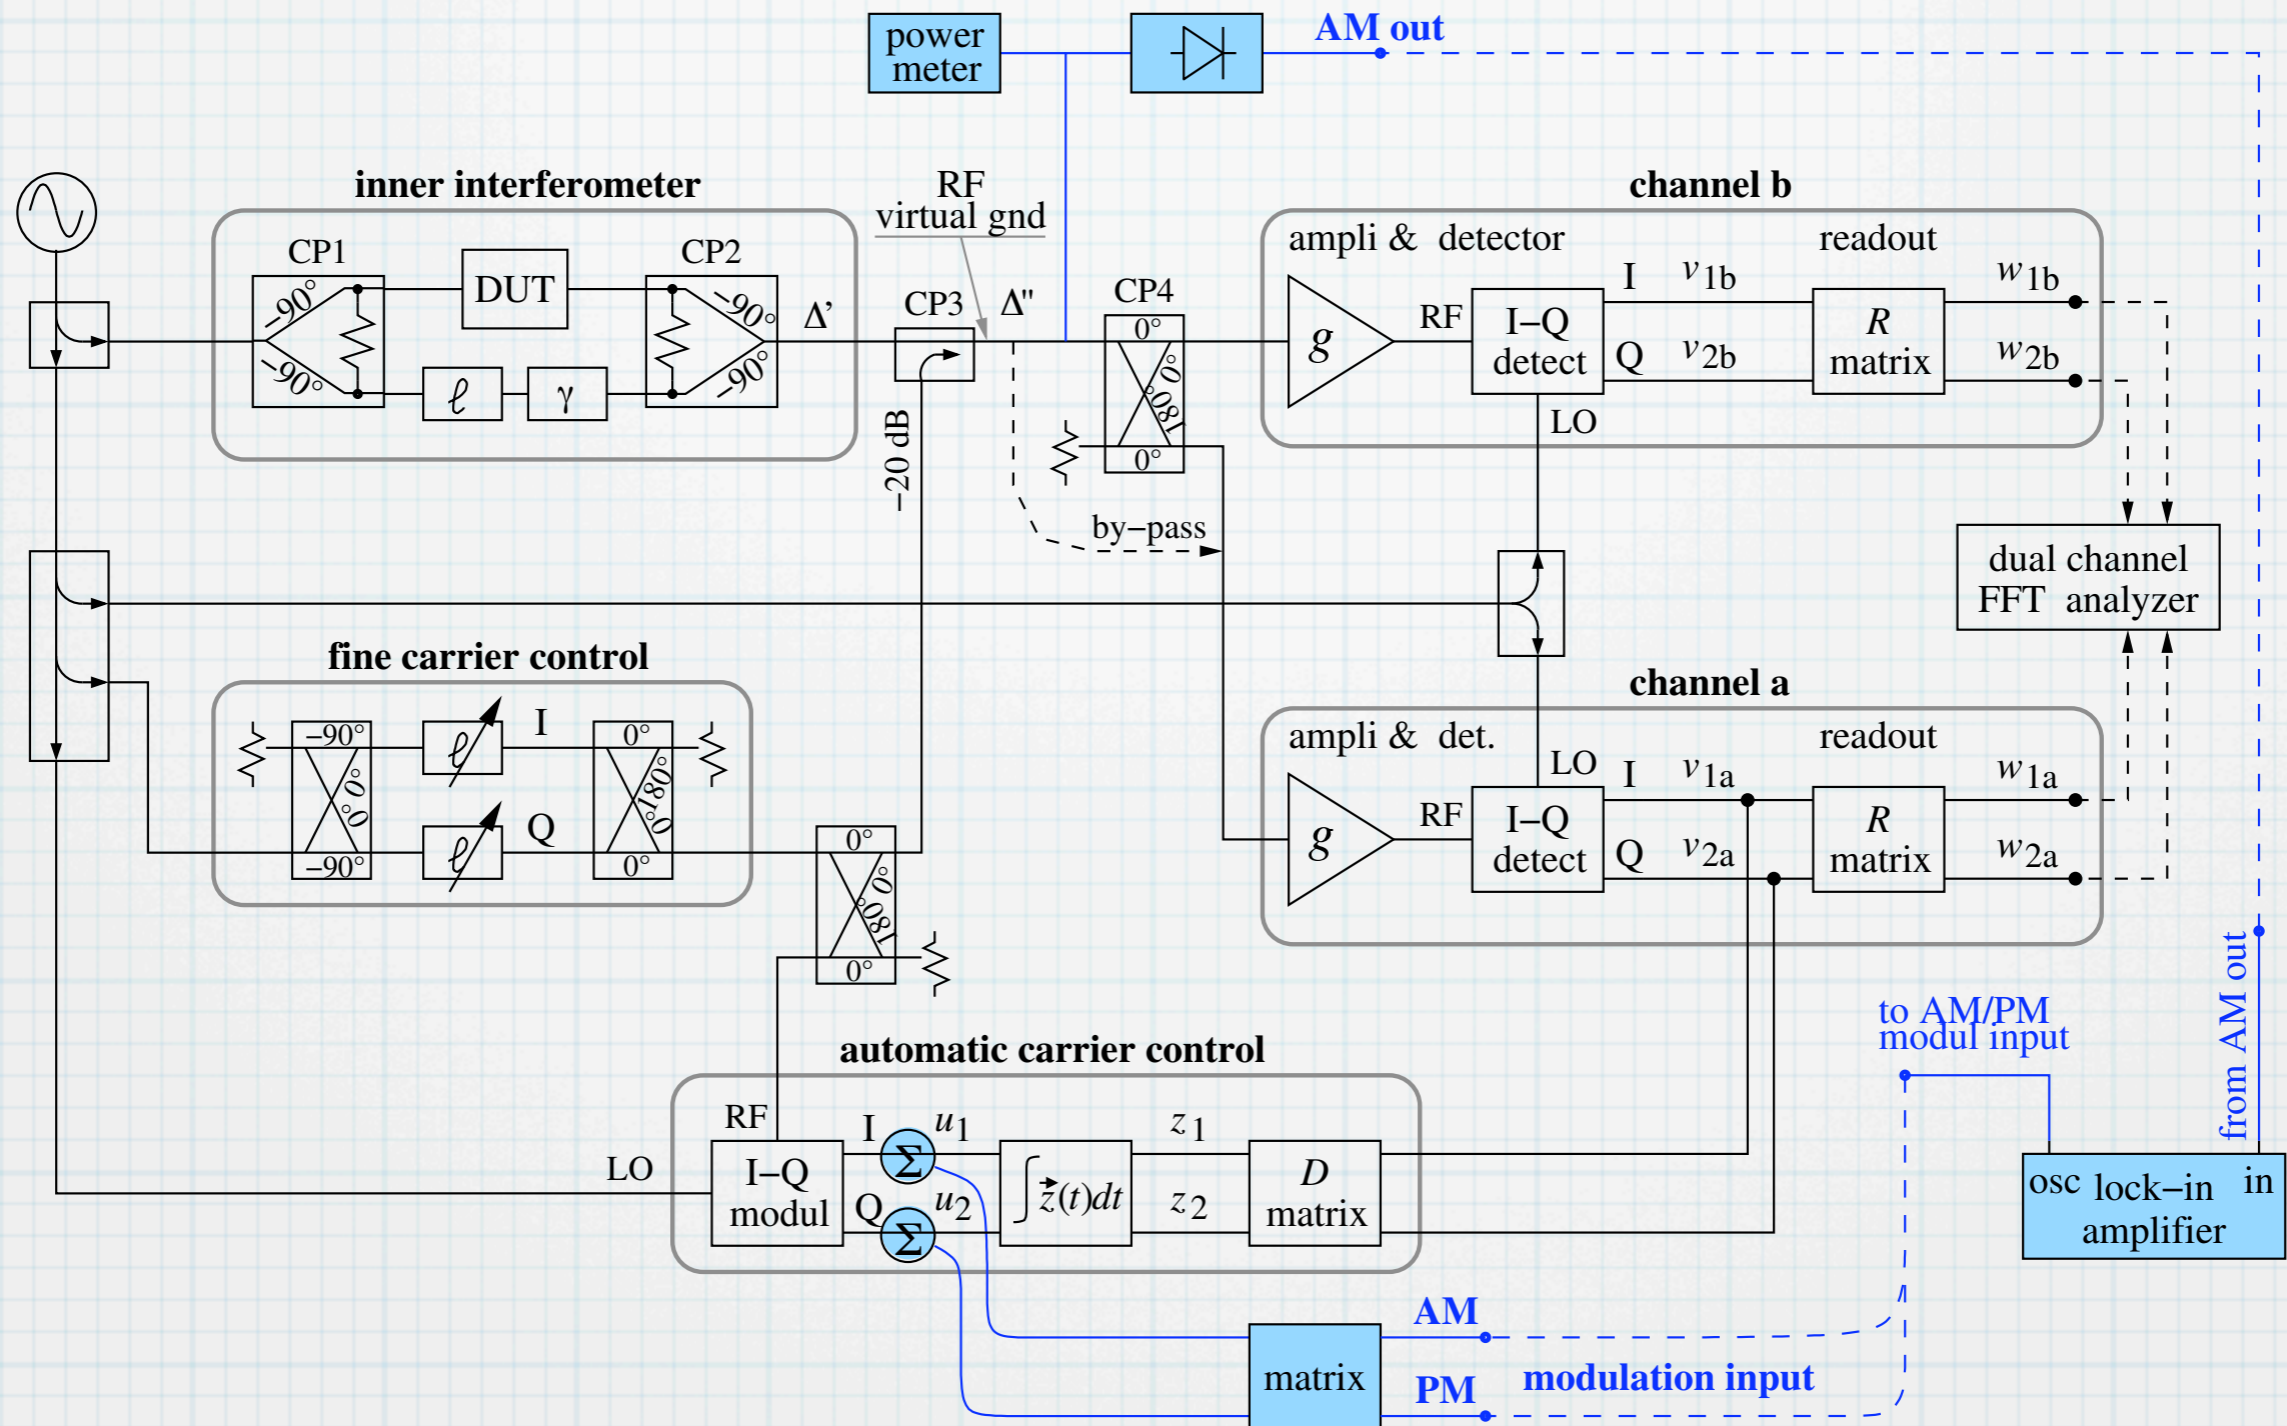 power
meter
AM out
inner interferometer
RF
virtual gnd
channel b
CP1
DUT
CP2
−90°
−90°
−90°
−90°
ℓ
γ
Δ'
CP3
Δ"
CP4
0°
0°
180°
0°
−20 dB
by−pass
ampli & detector
readout
g
RF
I−Q
detect
LO
I
Q
v1b
v2b
R
matrix
w1b
w2b
dual channel
FFT analyzer
fine carrier control
−90°
0°
0°
−90°
ℓ
I
ℓ
Q
0°
180°
0°
0°
0°
0°
180°
0°
channel a
ampli & det.
readout
g
RF
LO
I−Q
detect
I
Q
v1a
v2a
R
matrix
w1a
w2a
automatic carrier control
RF
LO
I−Q
modul
I
Q
Σ
Σ
u1
u2
∫z(t)dt
z1
z2
D
matrix
to AM/PM
modul input
from AM out
osc
in
lock−in
amplifier
matrix
AM
PM
modulation input